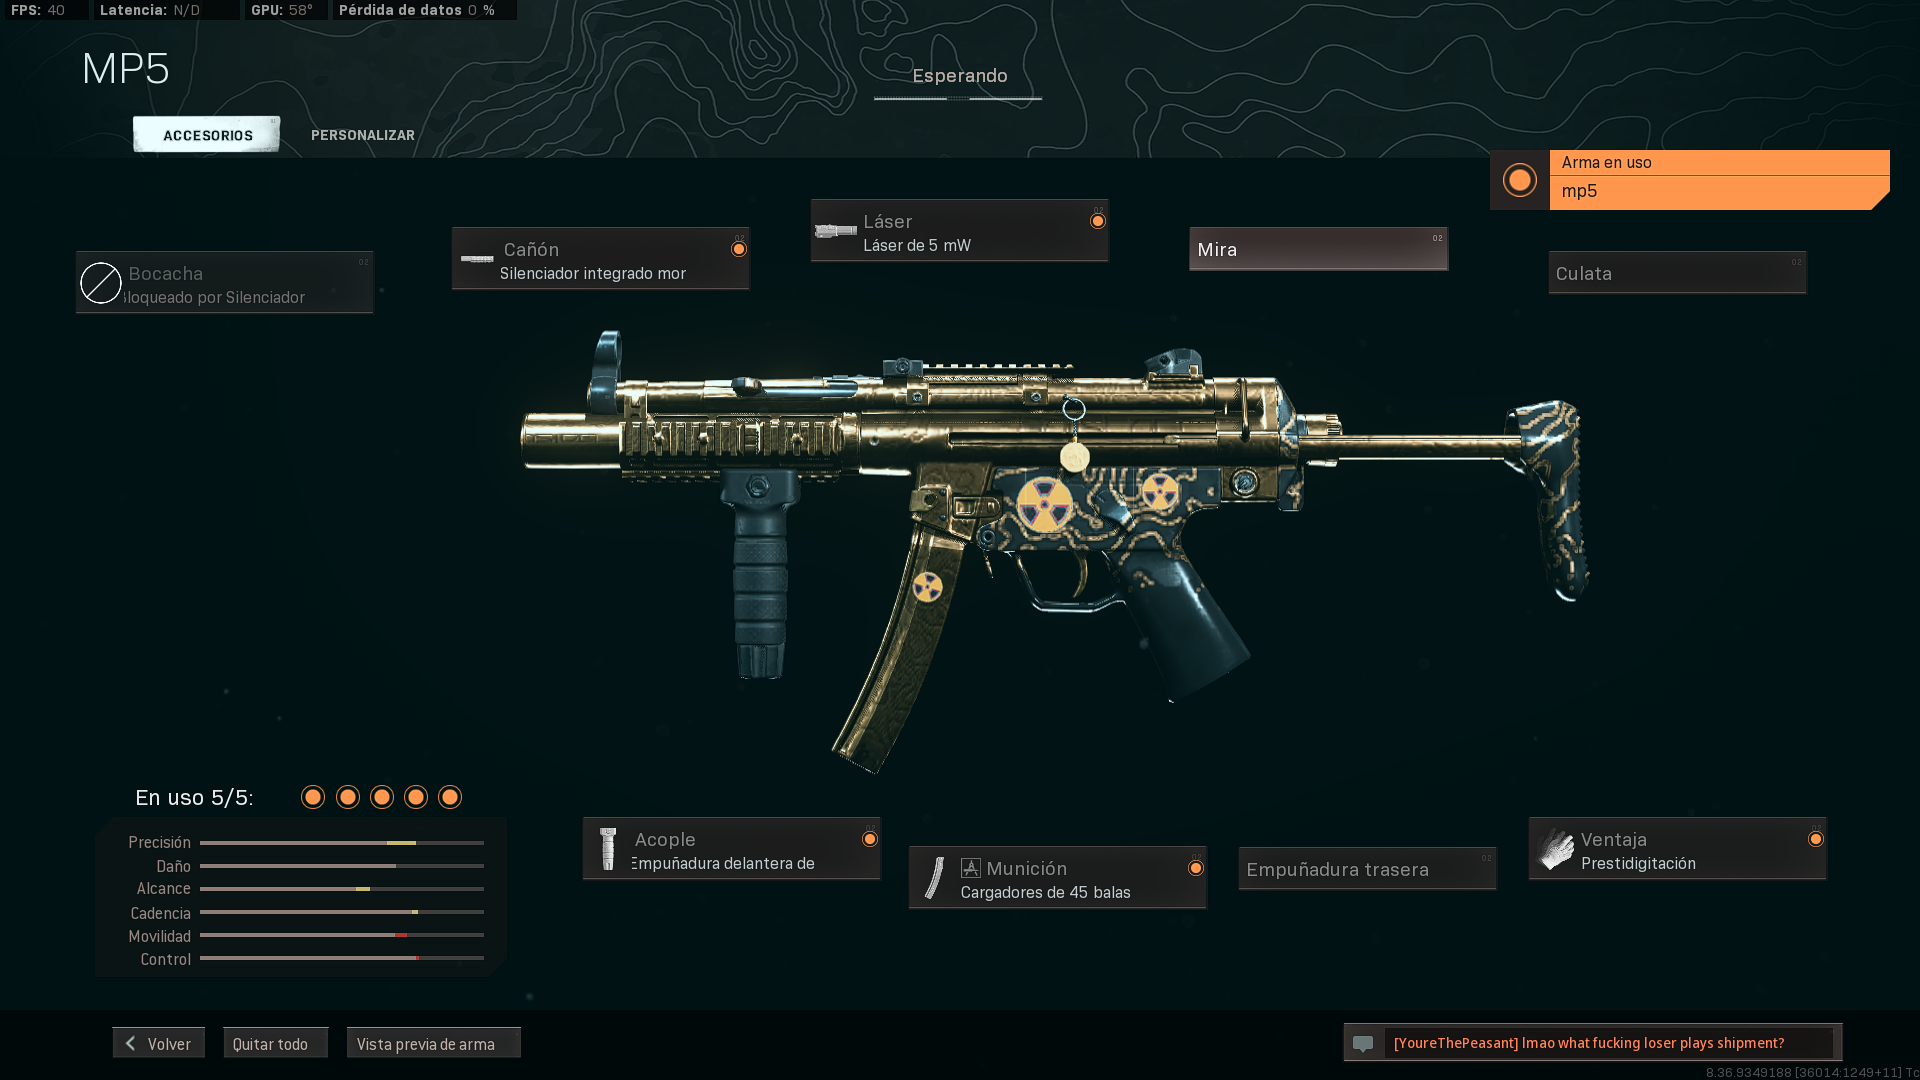 FPS: 40 Latencia: N/D GPU: 58° Pérdida de datos 0 %
MP5
Esperando
ACCESORIOS PERSONALIZAR
Arma en uso
mp5
Bocacha
Bloqueado por Silenciador
Cañón
Silenciador integrado mor
Láser
Láser de 5 mW
Mira
Culata
En uso 5/5:
Precisión
Daño
Alcance
Cadencia
Movilidad
Control
Acople
Empuñadura delantera de
Munición
Cargadores de 45 balas
Empuñadura trasera
Ventaja
Prestidigitación
Volver Quitar todo Vista previa de arma
[YoureThePeasant] lmao what fucking loser plays shipment?
8.36.9349188 [36014:1249+11] Tc